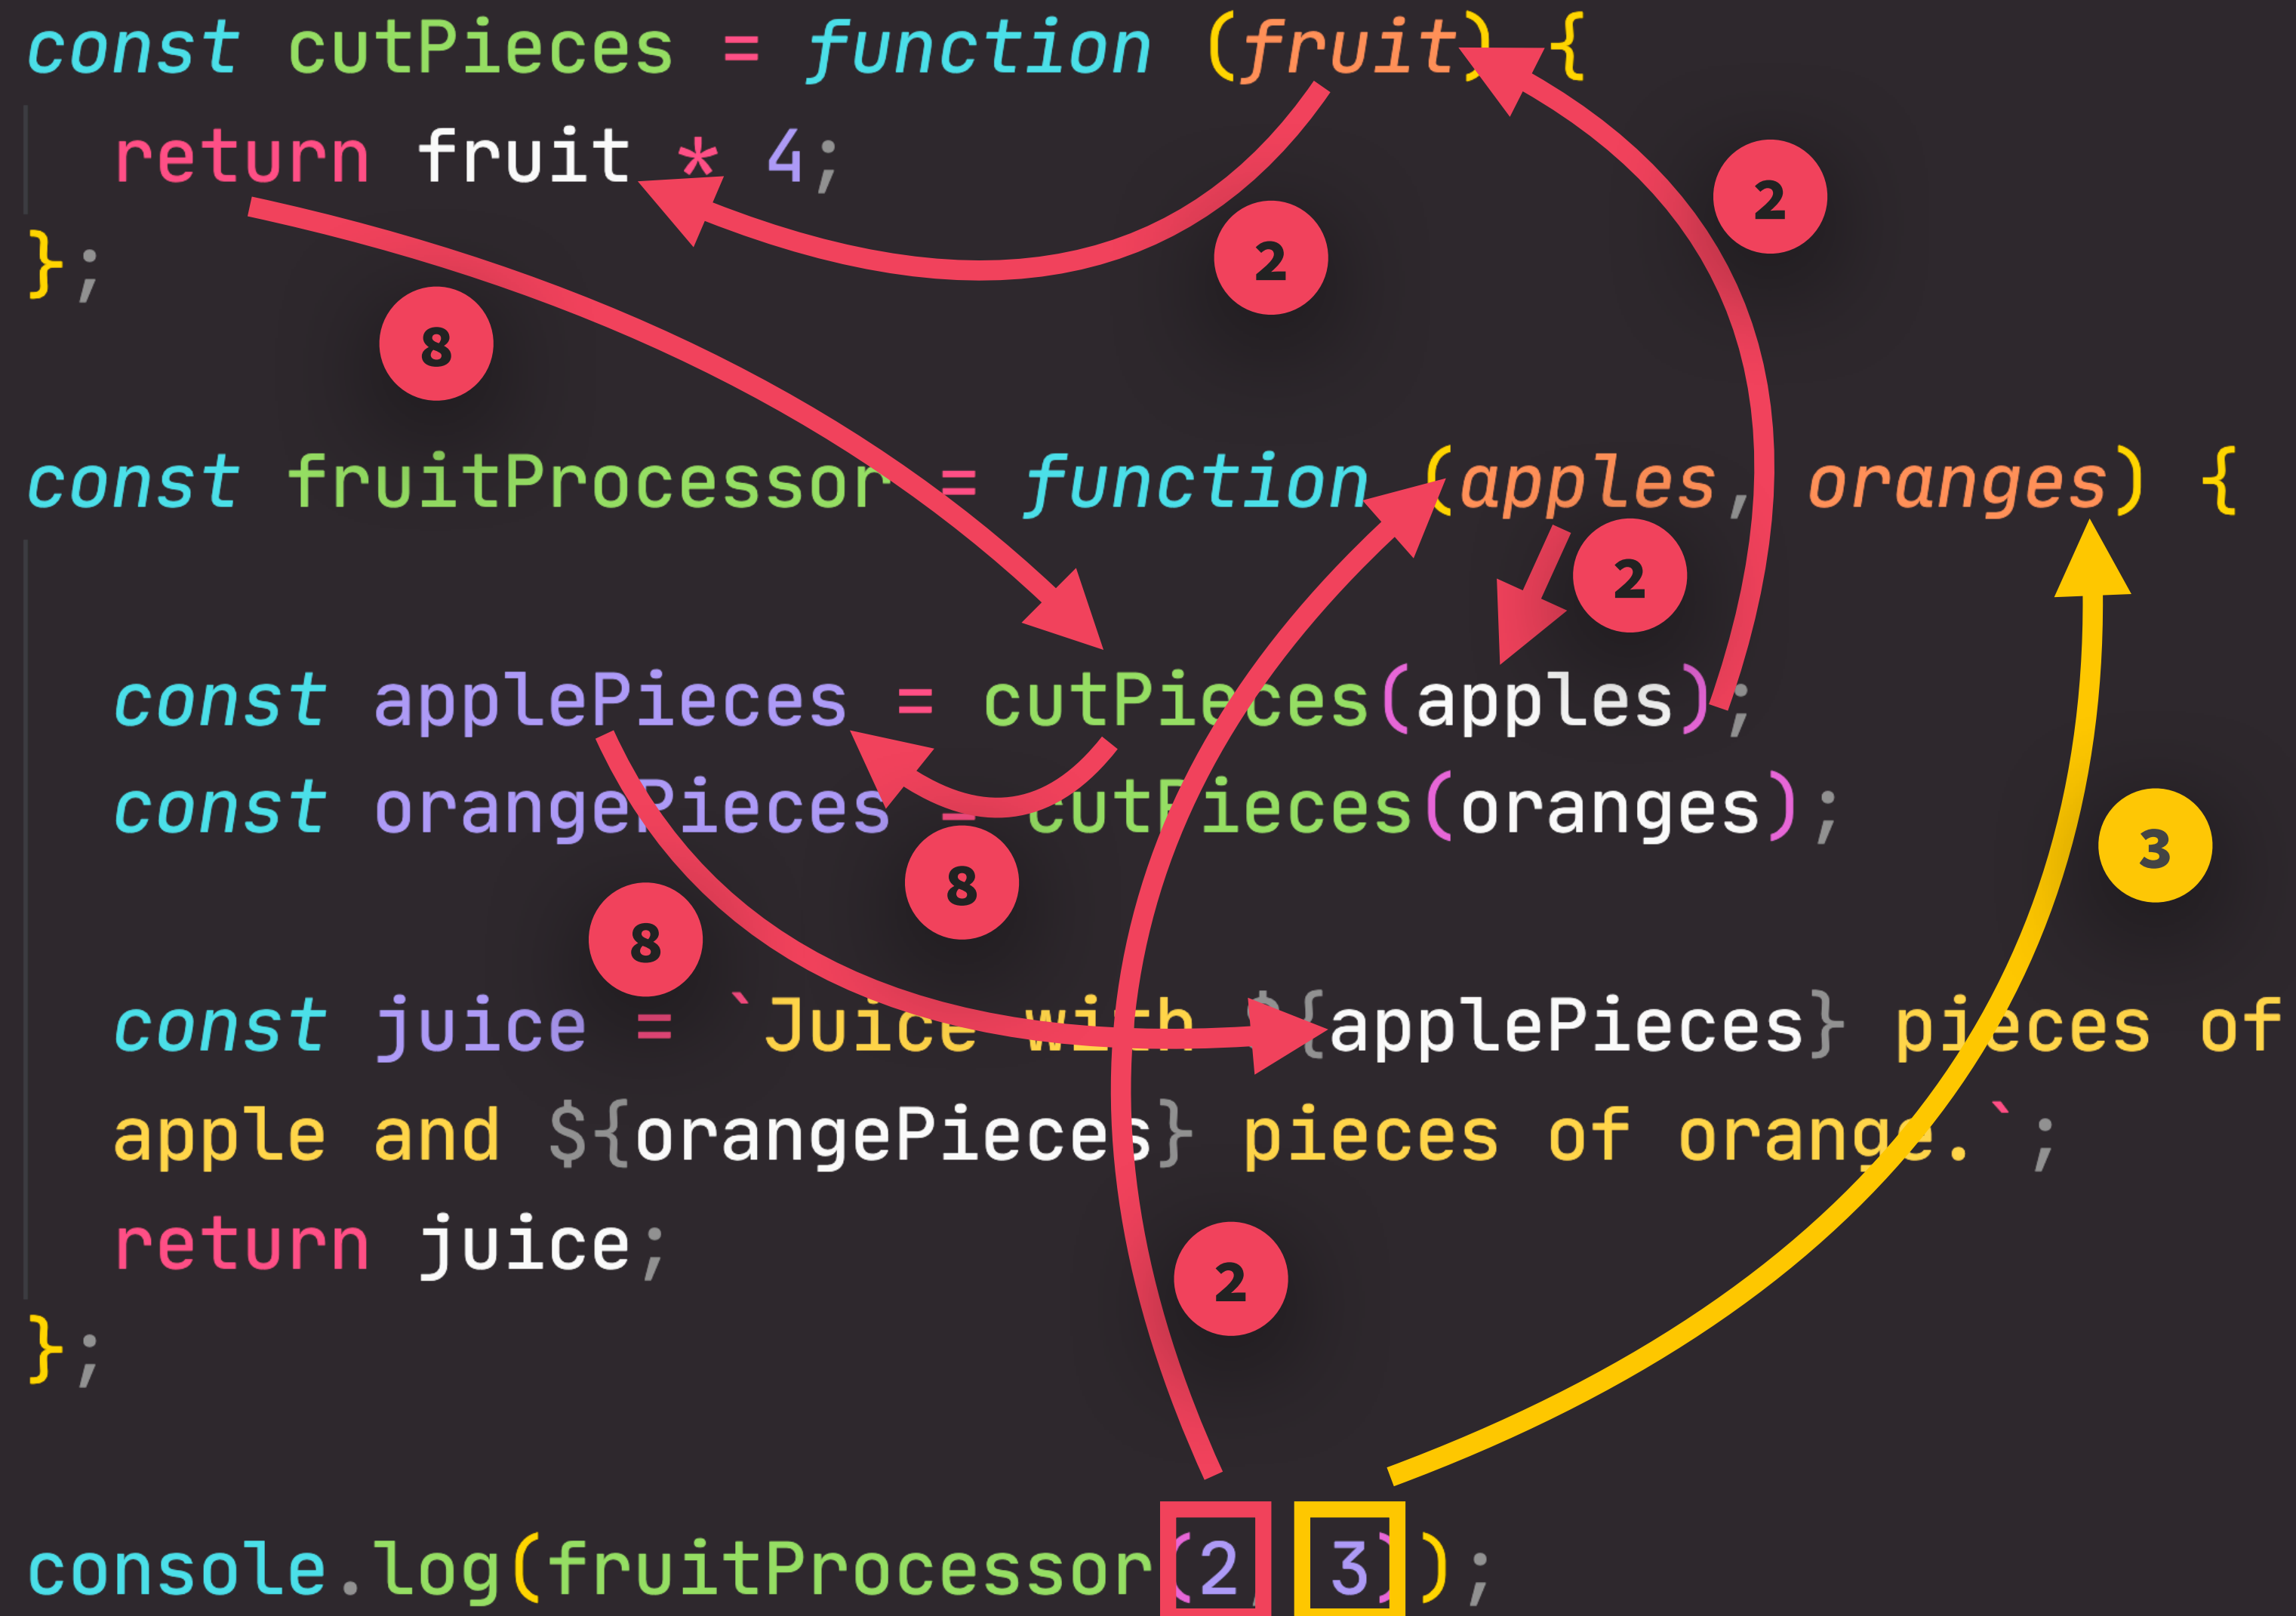 const cutPieces = function (fruit) {
return fruit * 4;
};
2
2
8
const fruitProcessor = function (apples, oranges) {
2
const applePieces = cutPieces(apples);
const orangePieces = cutPieces(oranges);
3
8
8
const juice = `Juice with ${applePieces} pieces of
apple and ${orangePieces} pieces of orange.`;
return juice;
2
};
console.log(fruitProcessor(2, 3));